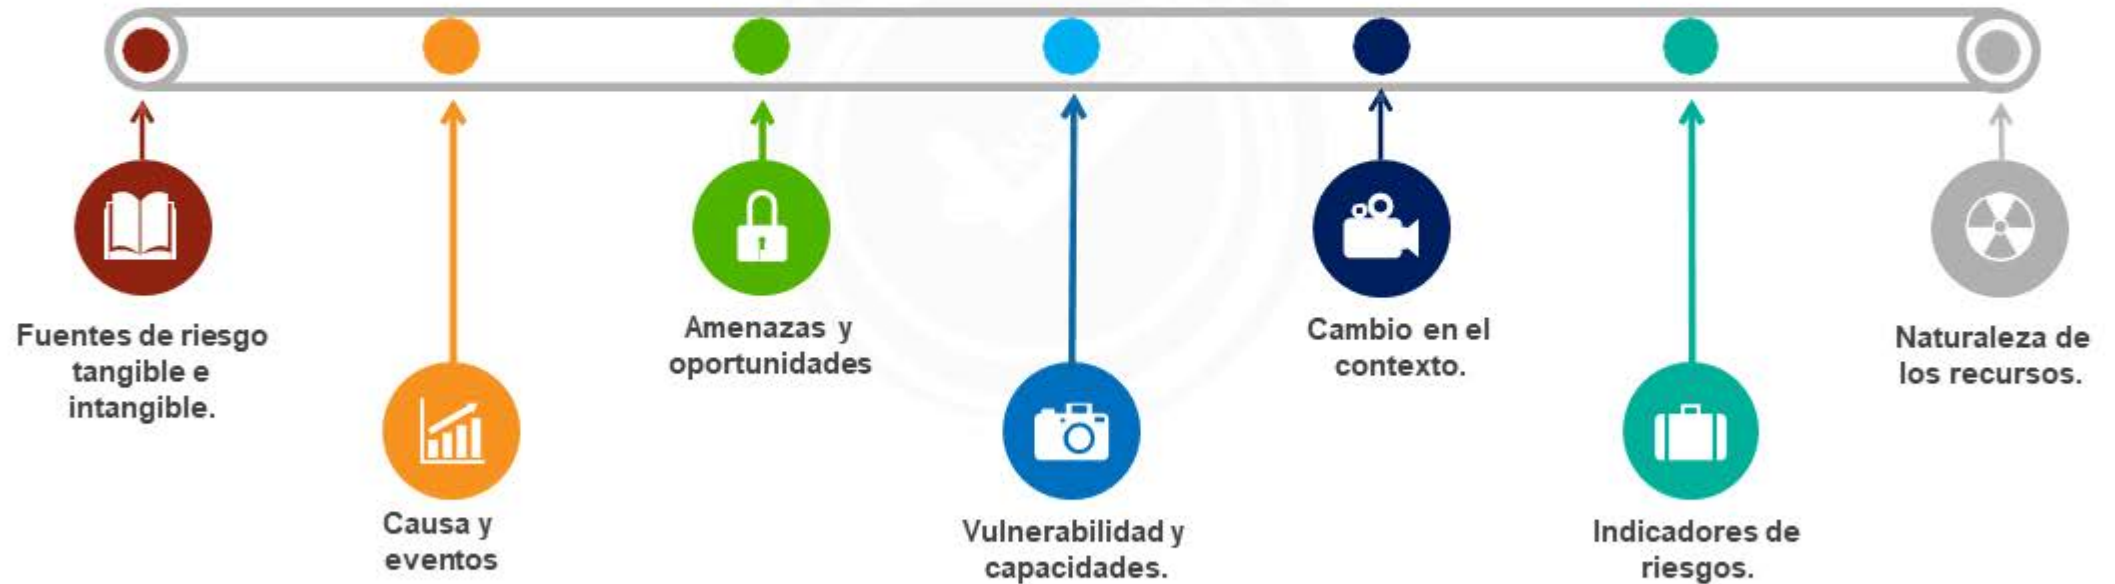 Fuentes de riesgo
tangible e
intangible.
Causa y
eventos
Amenazas y
oportunidades
Vulnerabilidad y
capacidades.
Cambio en el
contexto.
Indicadores de
riesgos.
Naturaleza de
los recursos.